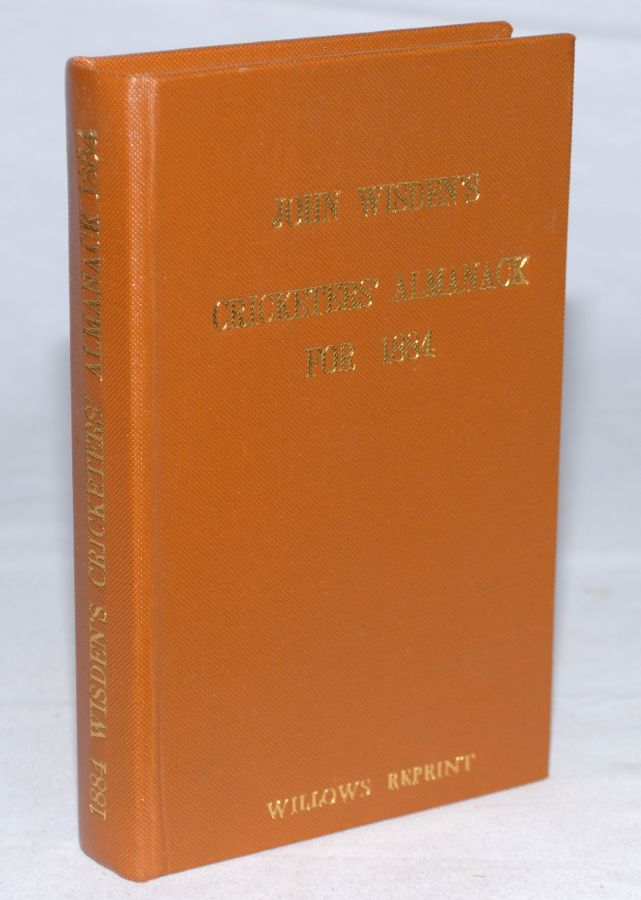 1884 WISDEN'S CRICKETERS' ALMANACK 1884
JOHN WISDEN'S
CRICKETERS' ALMANACK
FOR 1884
WILLOWS REPRINT